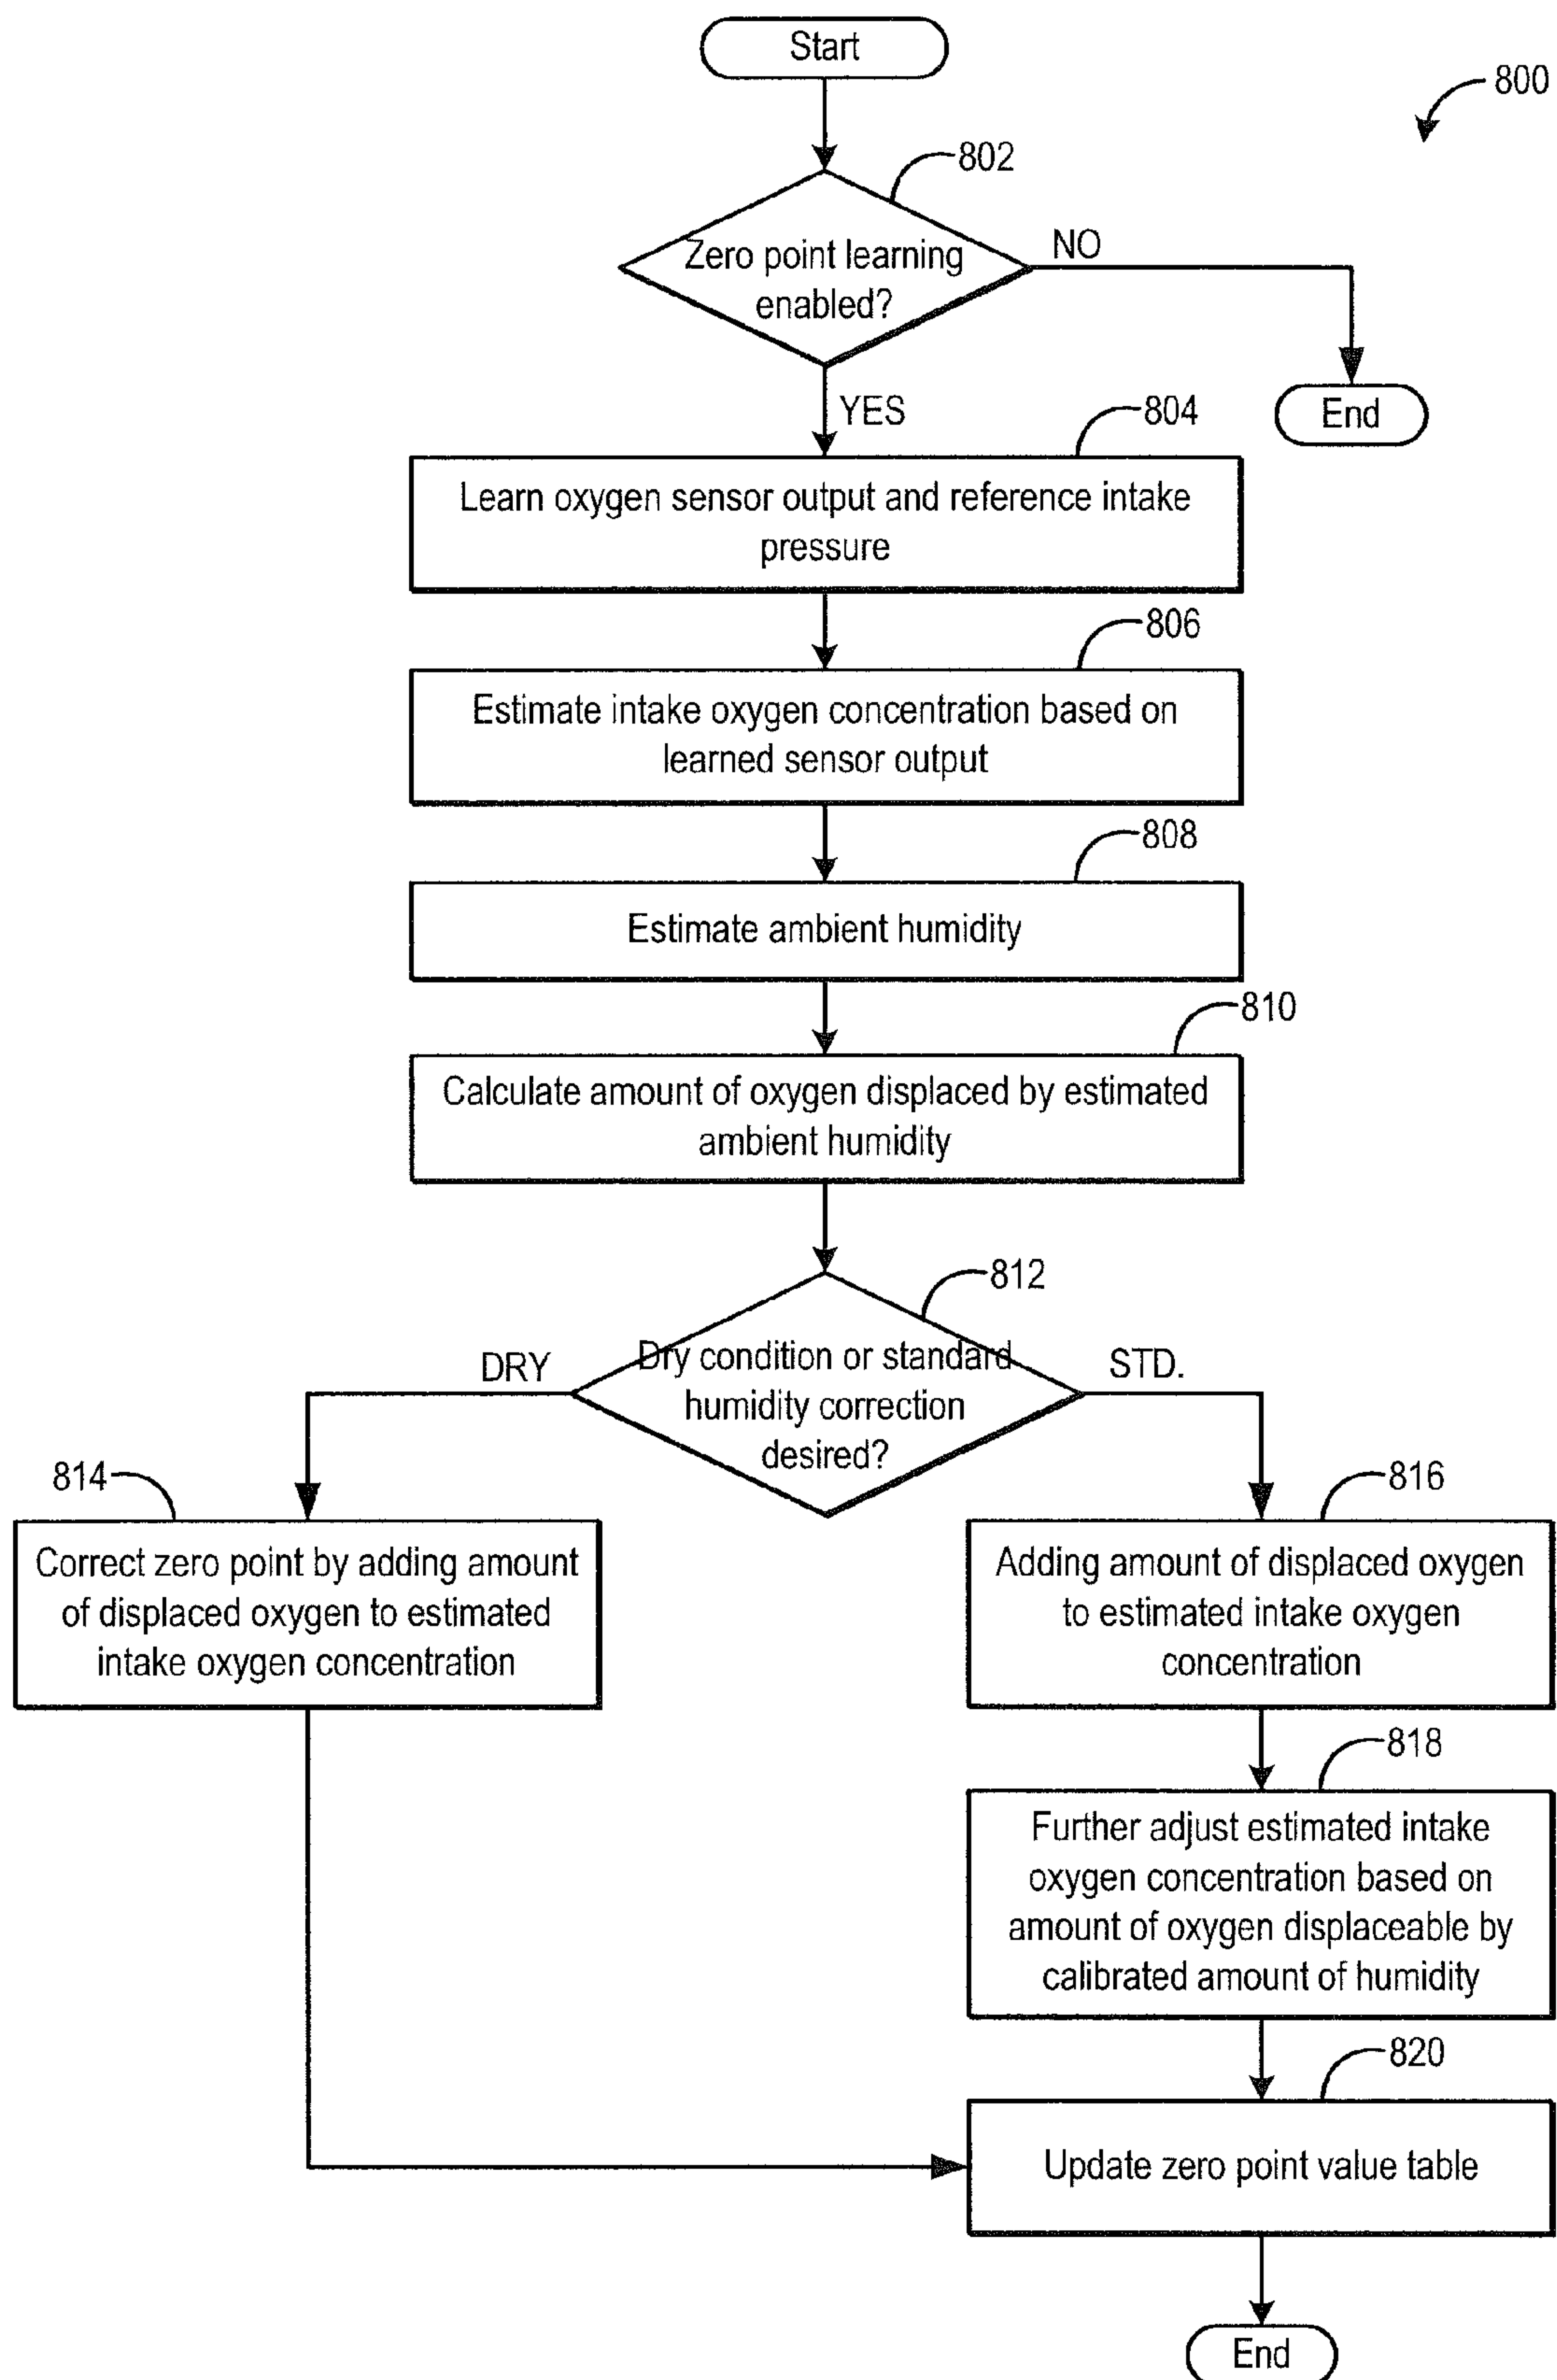 Start
800
802
Zero point learning
enabled?
NO
End
YES
804
Learn oxygen sensor output and reference intake
pressure
806
Estimate intake oxygen concentration based on
learned sensor output
808
Estimate ambient humidity
810
Calculate amount of oxygen displaced by estimated
ambient humidity
812
DRY
Dry condition or standard
humidity correction
desired?
STD.
814
Correct zero point by adding amount
of displaced oxygen to estimated
intake oxygen concentration
816
Adding amount of displaced oxygen
to estimated intake oxygen
concentration
818
Further adjust estimated intake
oxygen concentration based on
amount of oxygen displaceable by
calibrated amount of humidity
820
Update zero point value table
End